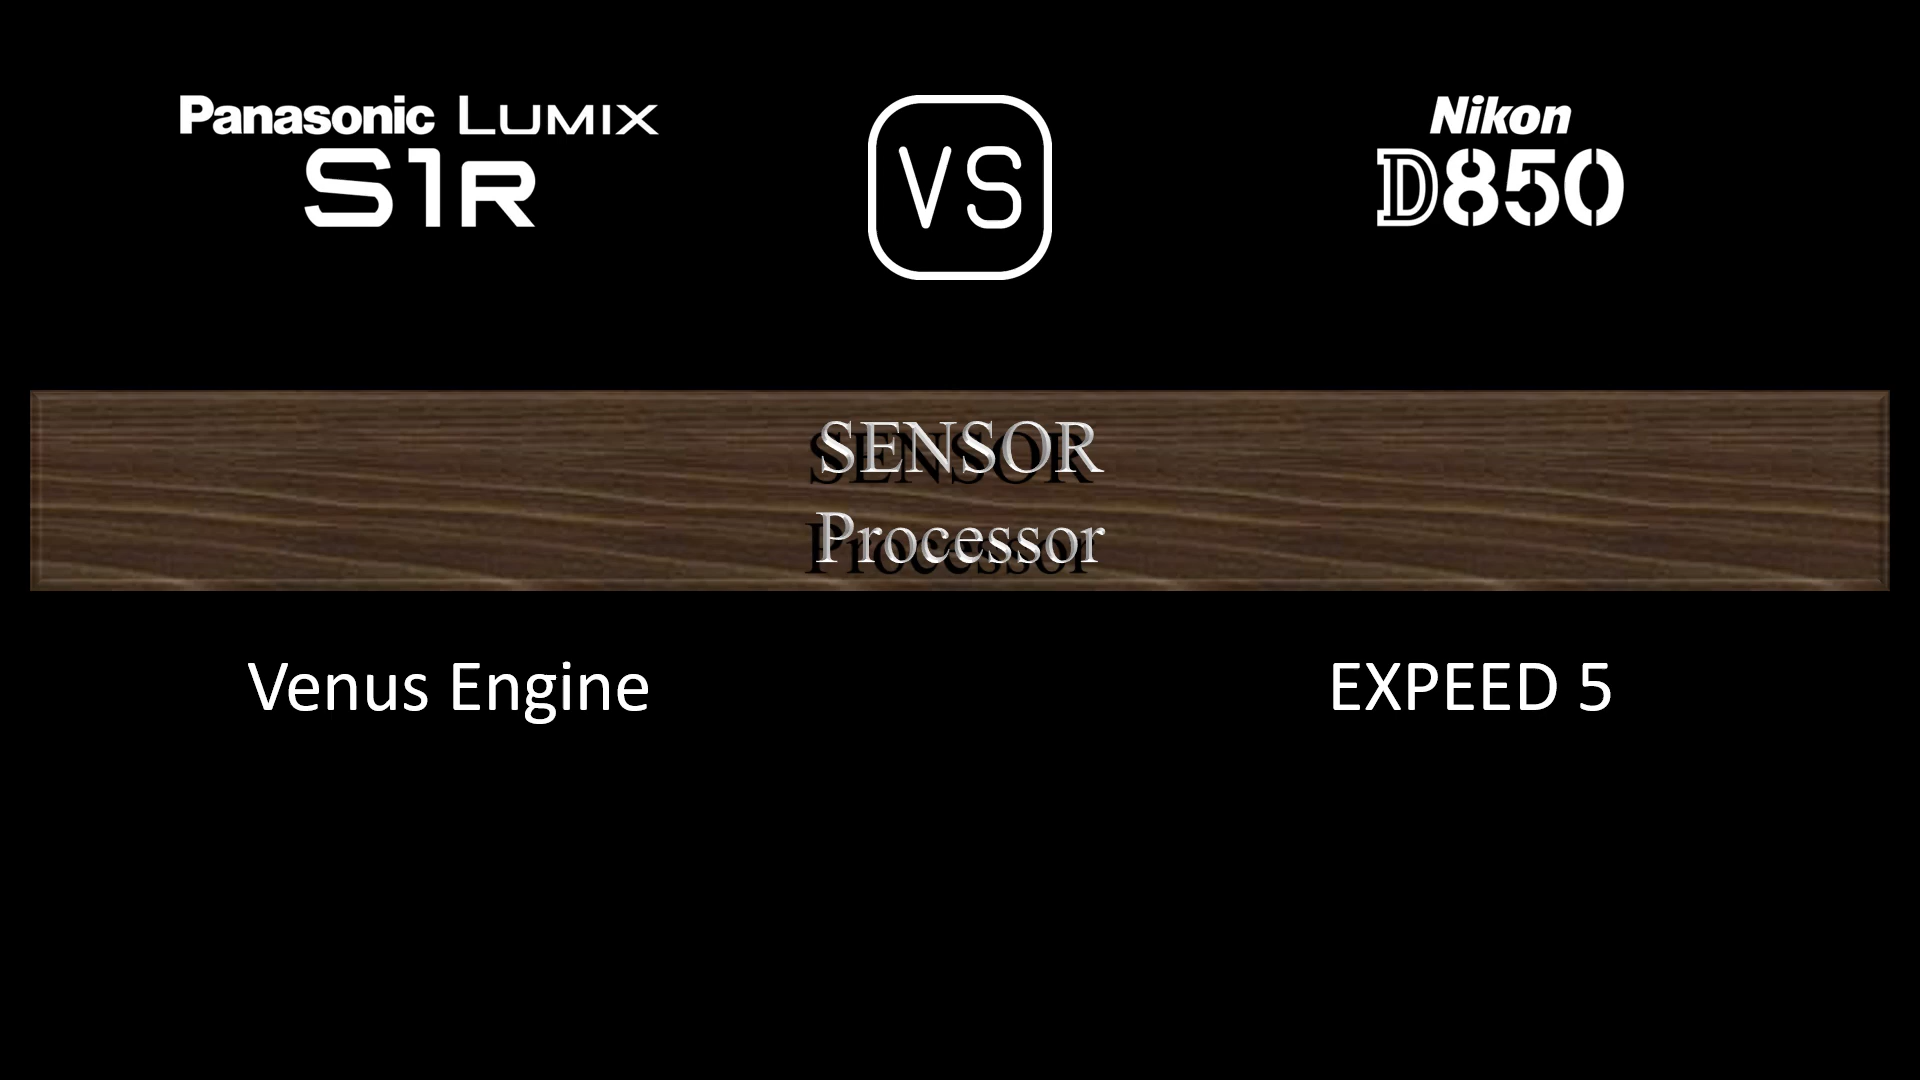 Panasonic LUMIX
S1R
VS
Nikon
D850
SENSOR
Processor
Venus Engine
EXPEED 5